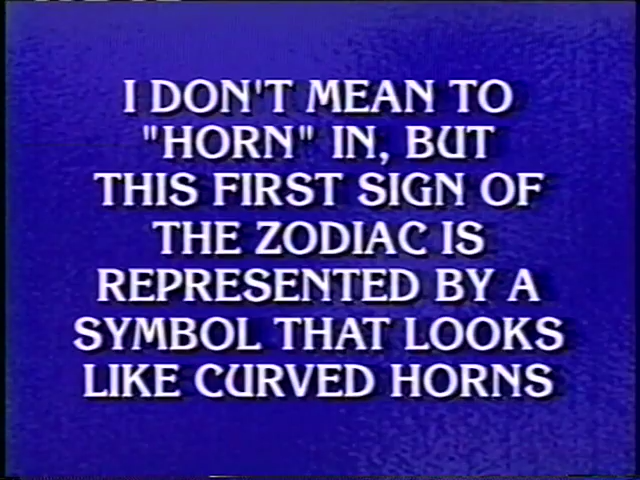 I DON'T MEAN TO
"HORN" IN, BUT
THIS FIRST SIGN OF
THE ZODIAC IS
REPRESENTED BY A
SYMBOL THAT LOOKS
LIKE CURVED HORNS